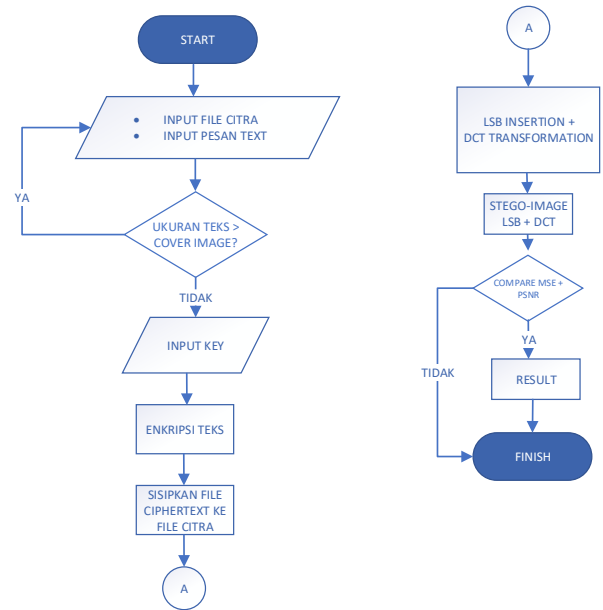 START
INPUT FILE CITRA
INPUT PESAN TEXT
YA
UKURAN TEKS >
COVER IMAGE?
TIDAK
INPUT KEY
ENKRIPSI TEKS
SISIPKAN FILE
CIPHERTEXT KE
FILE CITRA
A
A
LSB INSERTION +
DCT TRANSFORMATION
STEGO-IMAGE
LSB + DCT
COMPARE MSE +
PSNR
YA
TIDAK
RESULT
FINISH